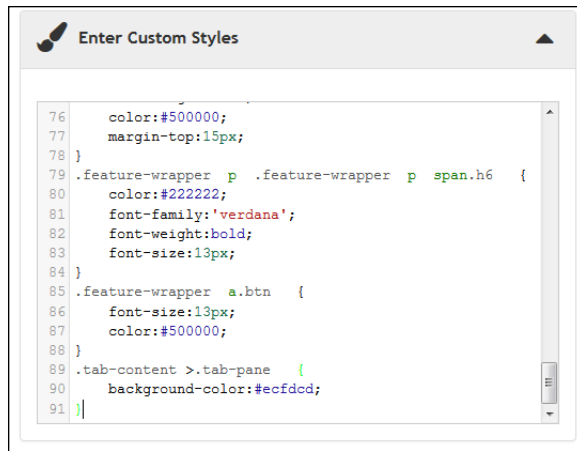 Enter Custom Styles
76 color:#500000;
77 margin-top:15px;
78 }
79 .feature-wrapper p .feature-wrapper p span.h6 {
80 color:#222222;
81 font-family:'verdana';
82 font-weight:bold;
83 font-size:13px;
84 }
85 .feature-wrapper a.btn {
86 font-size:13px;
87 color:#500000;
88 }
89 .tab-content >.tab-pane {
90 background-color:#ecfdcd;
91 }